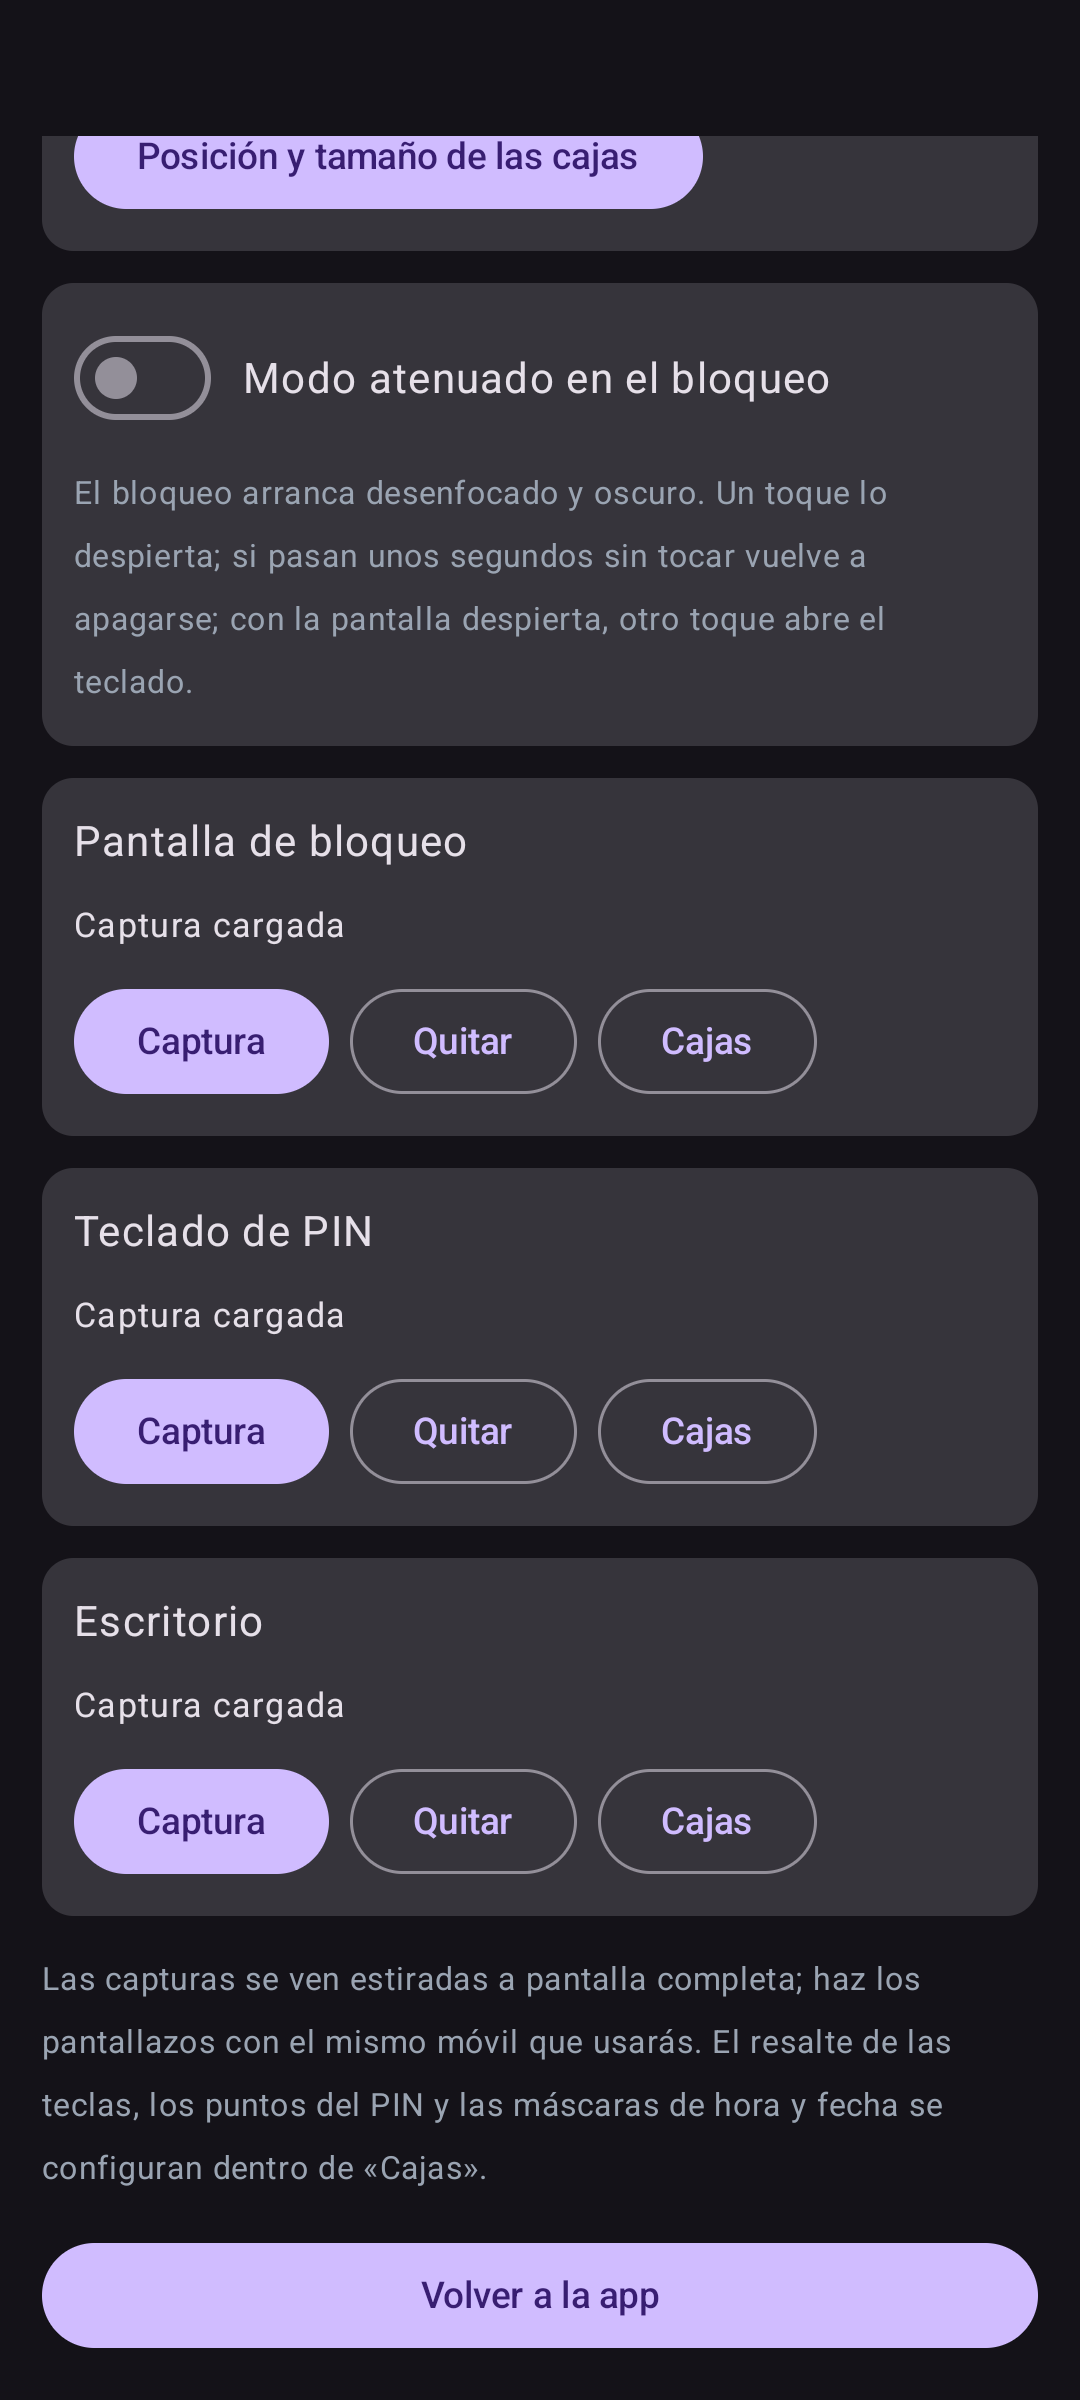 Posición y tamaño de las cajas
Modo atenuado en el bloqueo
El bloqueo arranca desenfocado y oscuro. Un toque lo
despierta; si pasan unos segundos sin tocar vuelve a
apagarse; con la pantalla despierta, otro toque abre el
teclado.
Pantalla de bloqueo
Captura cargada
Captura Quitar Cajas
Teclado de PIN
Captura cargada
Captura Quitar Cajas
Escritorio
Captura cargada
Captura Quitar Cajas
Las capturas se ven estiradas a pantalla completa; haz los
pantallazos con el mismo móvil que usarás. El resalte de las
teclas, los puntos del PIN y las máscaras de hora y fecha se
configuran dentro de «Cajas».
Volver a la app